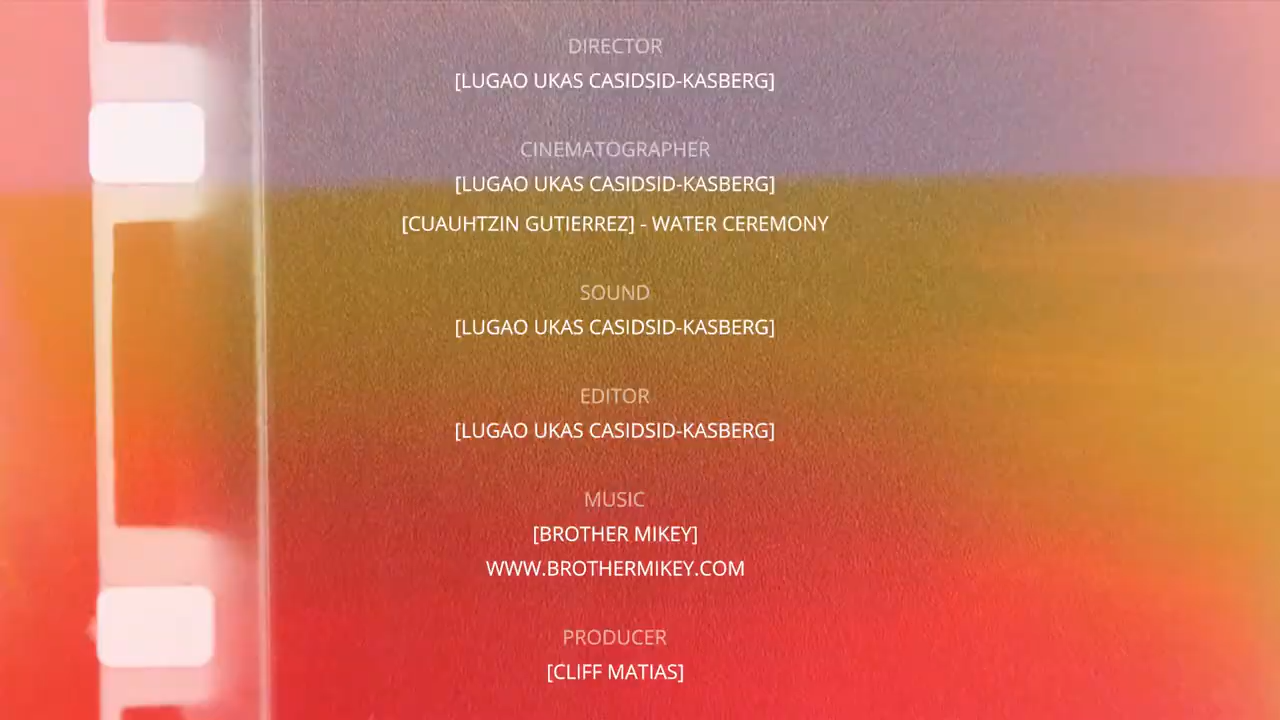 DIRECTOR
[LUGAO UKAS CASIDSID-KASBERG]
CINEMATOGRAPHER
[LUGAO UKAS CASIDSID-KASBERG]
[CUAUHTZIN GUTIERREZ] - WATER CEREMONY
SOUND
[LUGAO UKAS CASIDSID-KASBERG]
EDITOR
[LUGAO UKAS CASIDSID-KASBERG]
MUSIC
[BROTHER MIKEY]
WWW.BROTHERMIKEY.COM
PRODUCER
[CLIFF MATIAS]